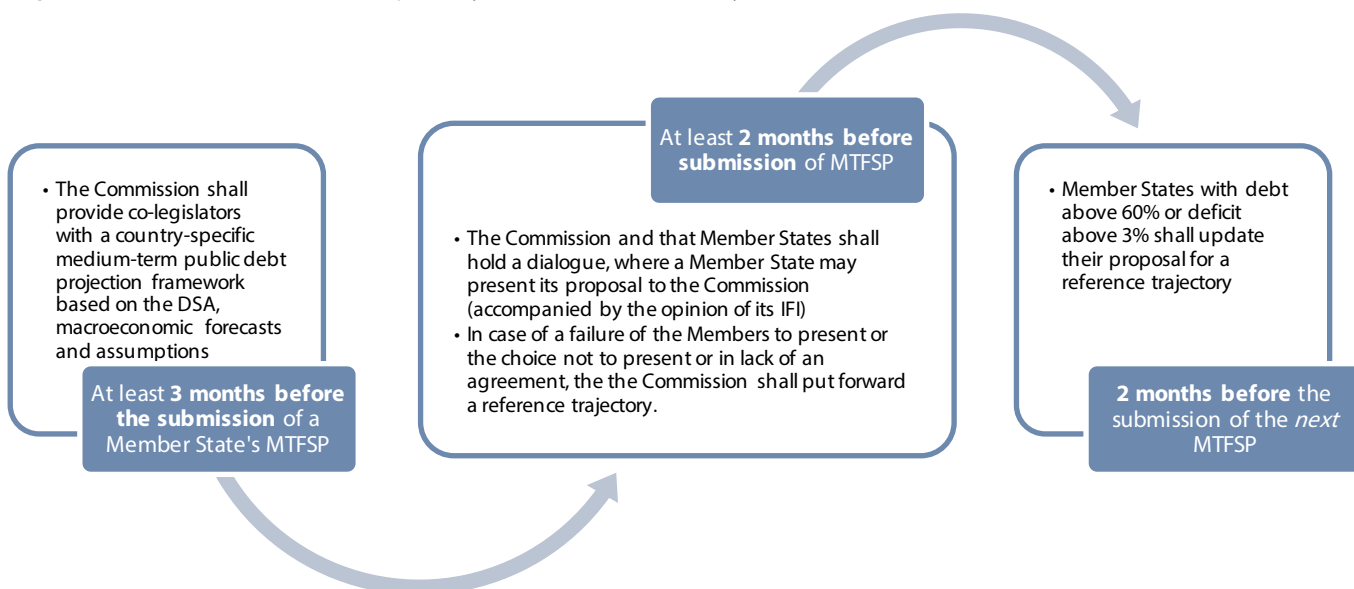 • The Commission shall
provide co-legislators
with a country-specific
medium-term public debt
projection framework
based on the DSA,
macroeconomic forecasts
and assumptions
At least 3 months before
the submission of a
Member State's MTFSP
At least 2 months before
submission of MTFSP
• The Commission and that Member States shall
hold a dialogue, where a Member State may
present its proposal to the Commission
(accompanied by the opinion of its IFI)
• In case of a failure of the Members to present or
the choice not to present or in lack of an
agreement, the the Commission shall put forward
a reference trajectory.
• Member States with debt
above 60% or deficit
above 3% shall update
their proposal for a
reference trajectory
2 months before the
submission of the next
MTFSP